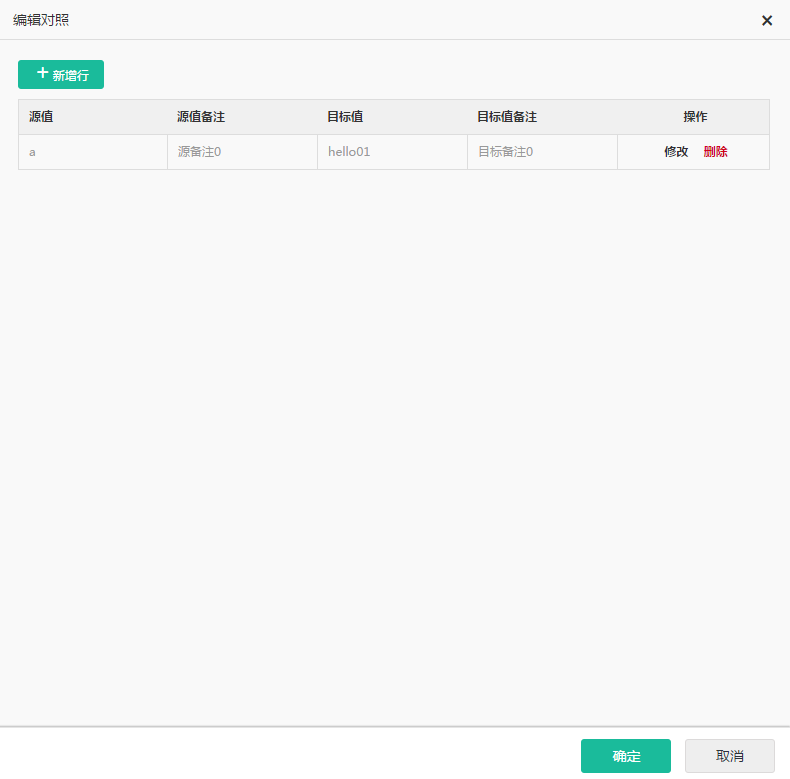 编辑对照
新增行
源值 源值备注 目标值 目标值备注 操作
a 源备注0 hello01 目标备注0 修改 删除
确定 取消